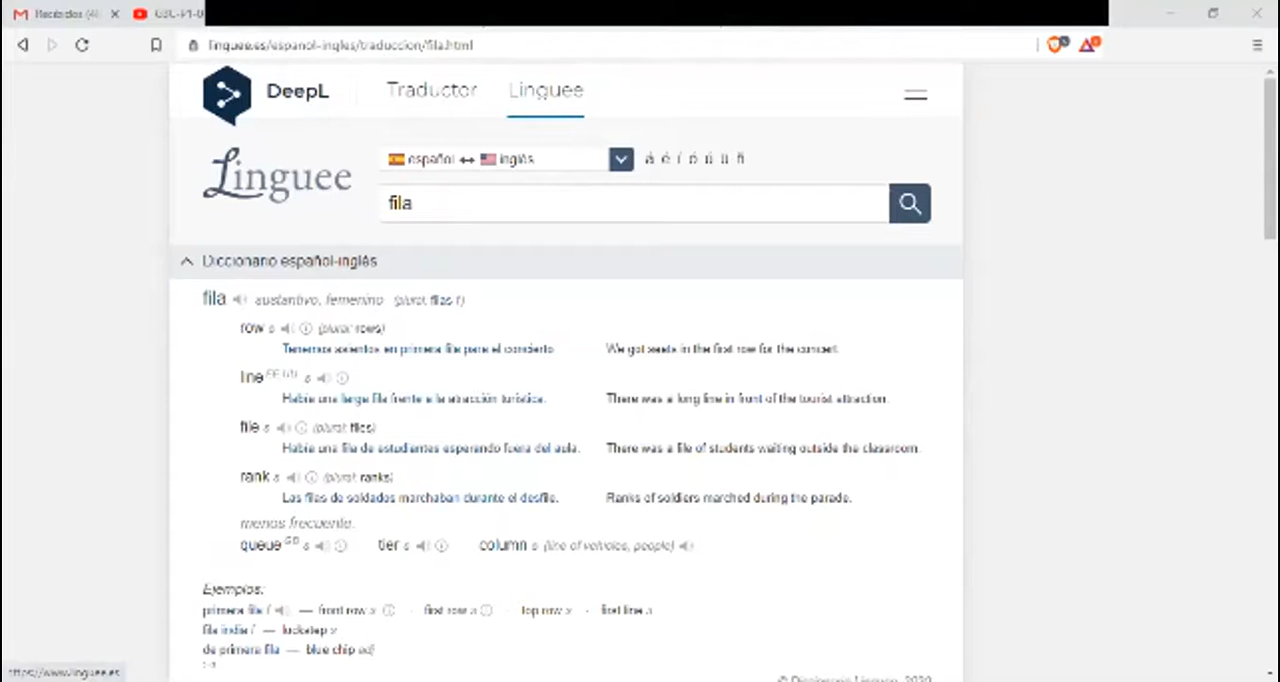 Recibidos (4
linguee.es/espanol-ingles/traduccion/fila.html
DeepL Traductor Linguee
Linguee
español ↔ inglés á é í ó ú ü ñ
fila
Diccionario español-inglés
fila sustantivo, femenino (plural: filas f)
row s (plural: rows)
Tenemos asientos en primera fila para el concierto. We got seats in the first row for the concert.
line EE.UU. s
Había una larga fila frente a la atracción turística. There was a long line in front of the tourist attraction.
file s (plural: files)
Había una fila de estudiantes esperando fuera del aula. There was a file of students waiting outside the classroom.
rank s (plural: ranks)
Las filas de soldados marchaban durante el desfile. Ranks of soldiers marched during the parade.
menos frecuente:
queue GB s tier s column s (line of vehicles, people)
Ejemplos:
primera fila f — front row s · first row s · top row s · first line s
fila india f — lockstep s
de primera fila — blue chip adj
© Diccionario Linguee, 2020
https://www.linguee.es